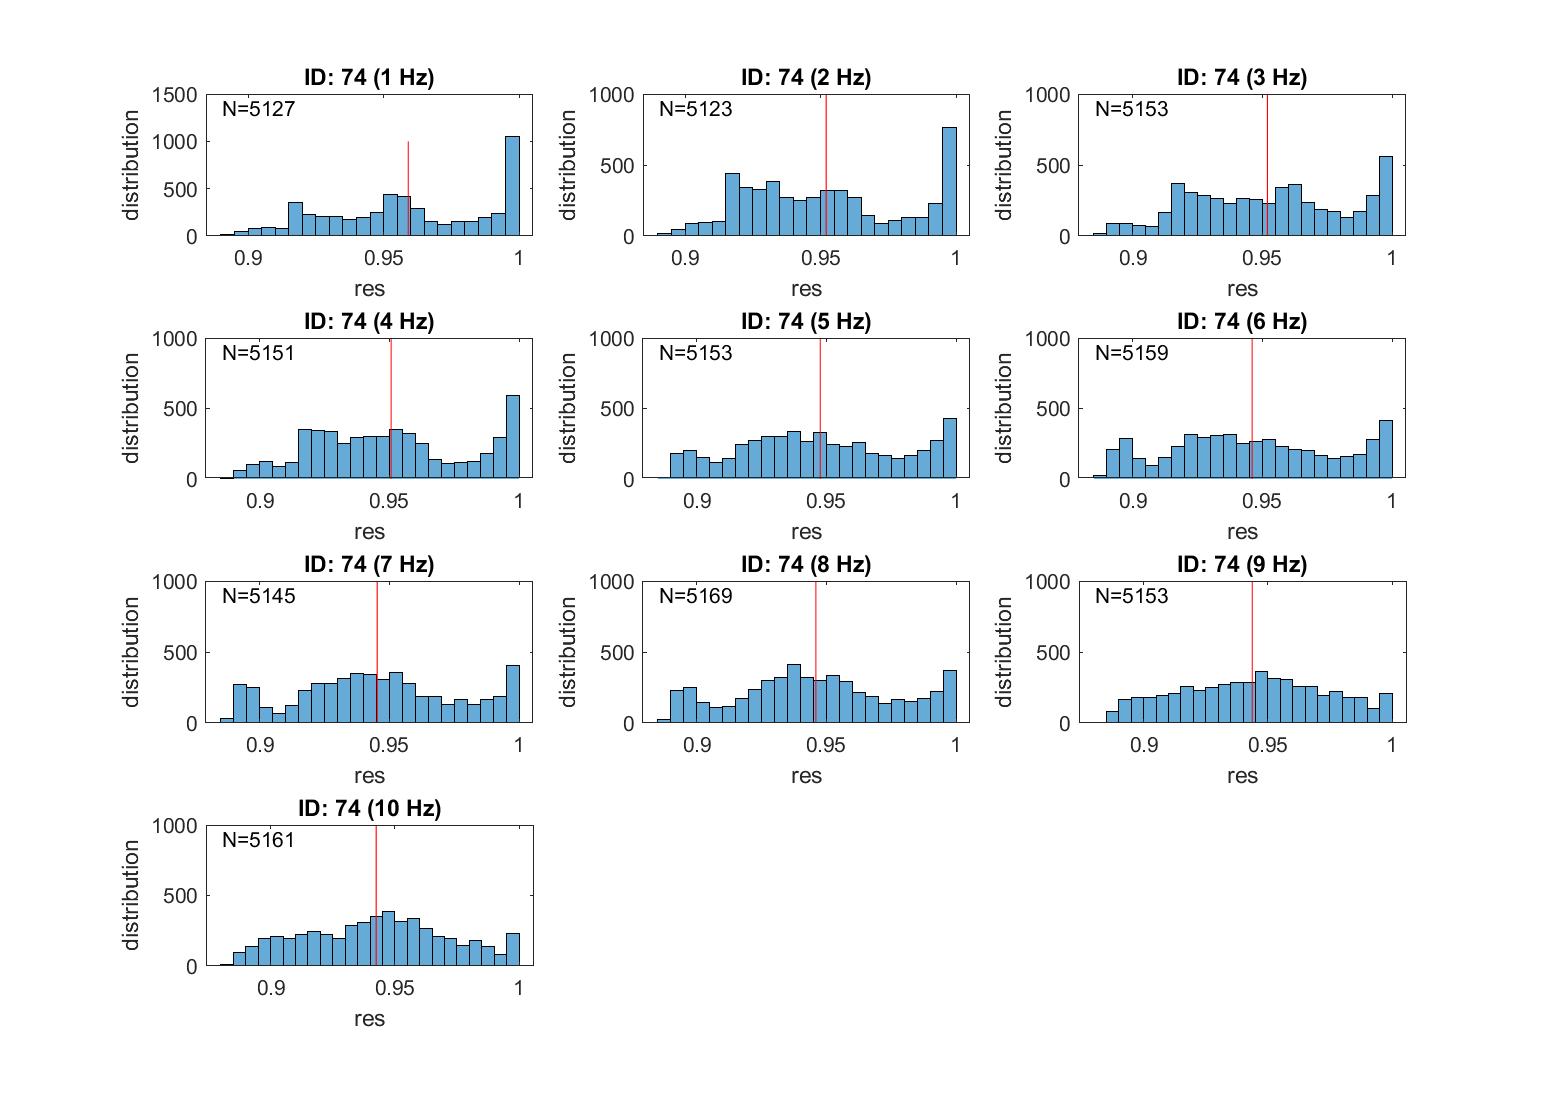 ID: 74 (1 Hz)
N=5127
distribution
1500
1000
500
0
0.9
0.95
1
res
ID: 74 (2 Hz)
N=5123
distribution
1000
500
0
0.9
0.95
1
res
ID: 74 (3 Hz)
N=5153
distribution
1000
500
0
0.9
0.95
1
res
ID: 74 (4 Hz)
N=5151
distribution
1000
500
0
0.9
0.95
1
res
ID: 74 (5 Hz)
N=5153
distribution
1000
500
0
0.9
0.95
1
res
ID: 74 (6 Hz)
N=5159
distribution
1000
500
0
0.9
0.95
1
res
ID: 74 (7 Hz)
N=5145
distribution
1000
500
0
0.9
0.95
1
res
ID: 74 (8 Hz)
N=5169
distribution
1000
500
0
0.9
0.95
1
res
ID: 74 (9 Hz)
N=5153
distribution
1000
500
0
0.9
0.95
1
res
ID: 74 (10 Hz)
N=5161
distribution
1000
500
0
0.9
0.95
1
res